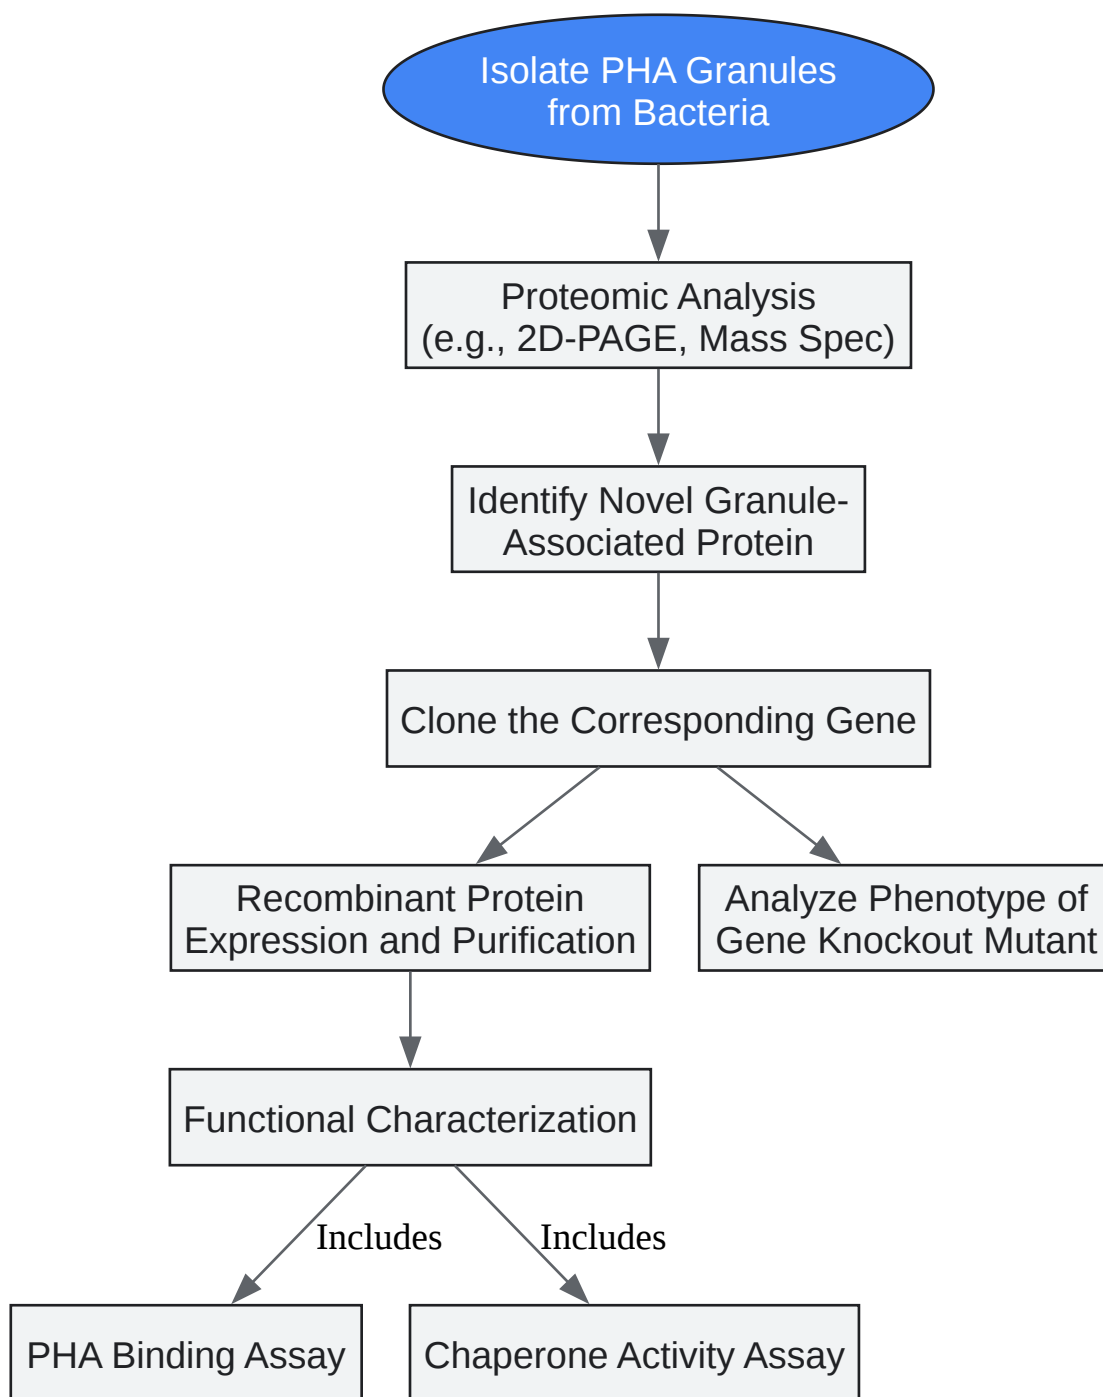 Isolate PHA Granules
from Bacteria
Proteomic Analysis
(e.g., 2D-PAGE, Mass Spec)
Identify Novel Granule-
Associated Protein
Clone the Corresponding Gene
Recombinant Protein
Expression and Purification
Analyze Phenotype of
Gene Knockout Mutant
Functional Characterization
Includes
Includes
PHA Binding Assay
Chaperone Activity Assay